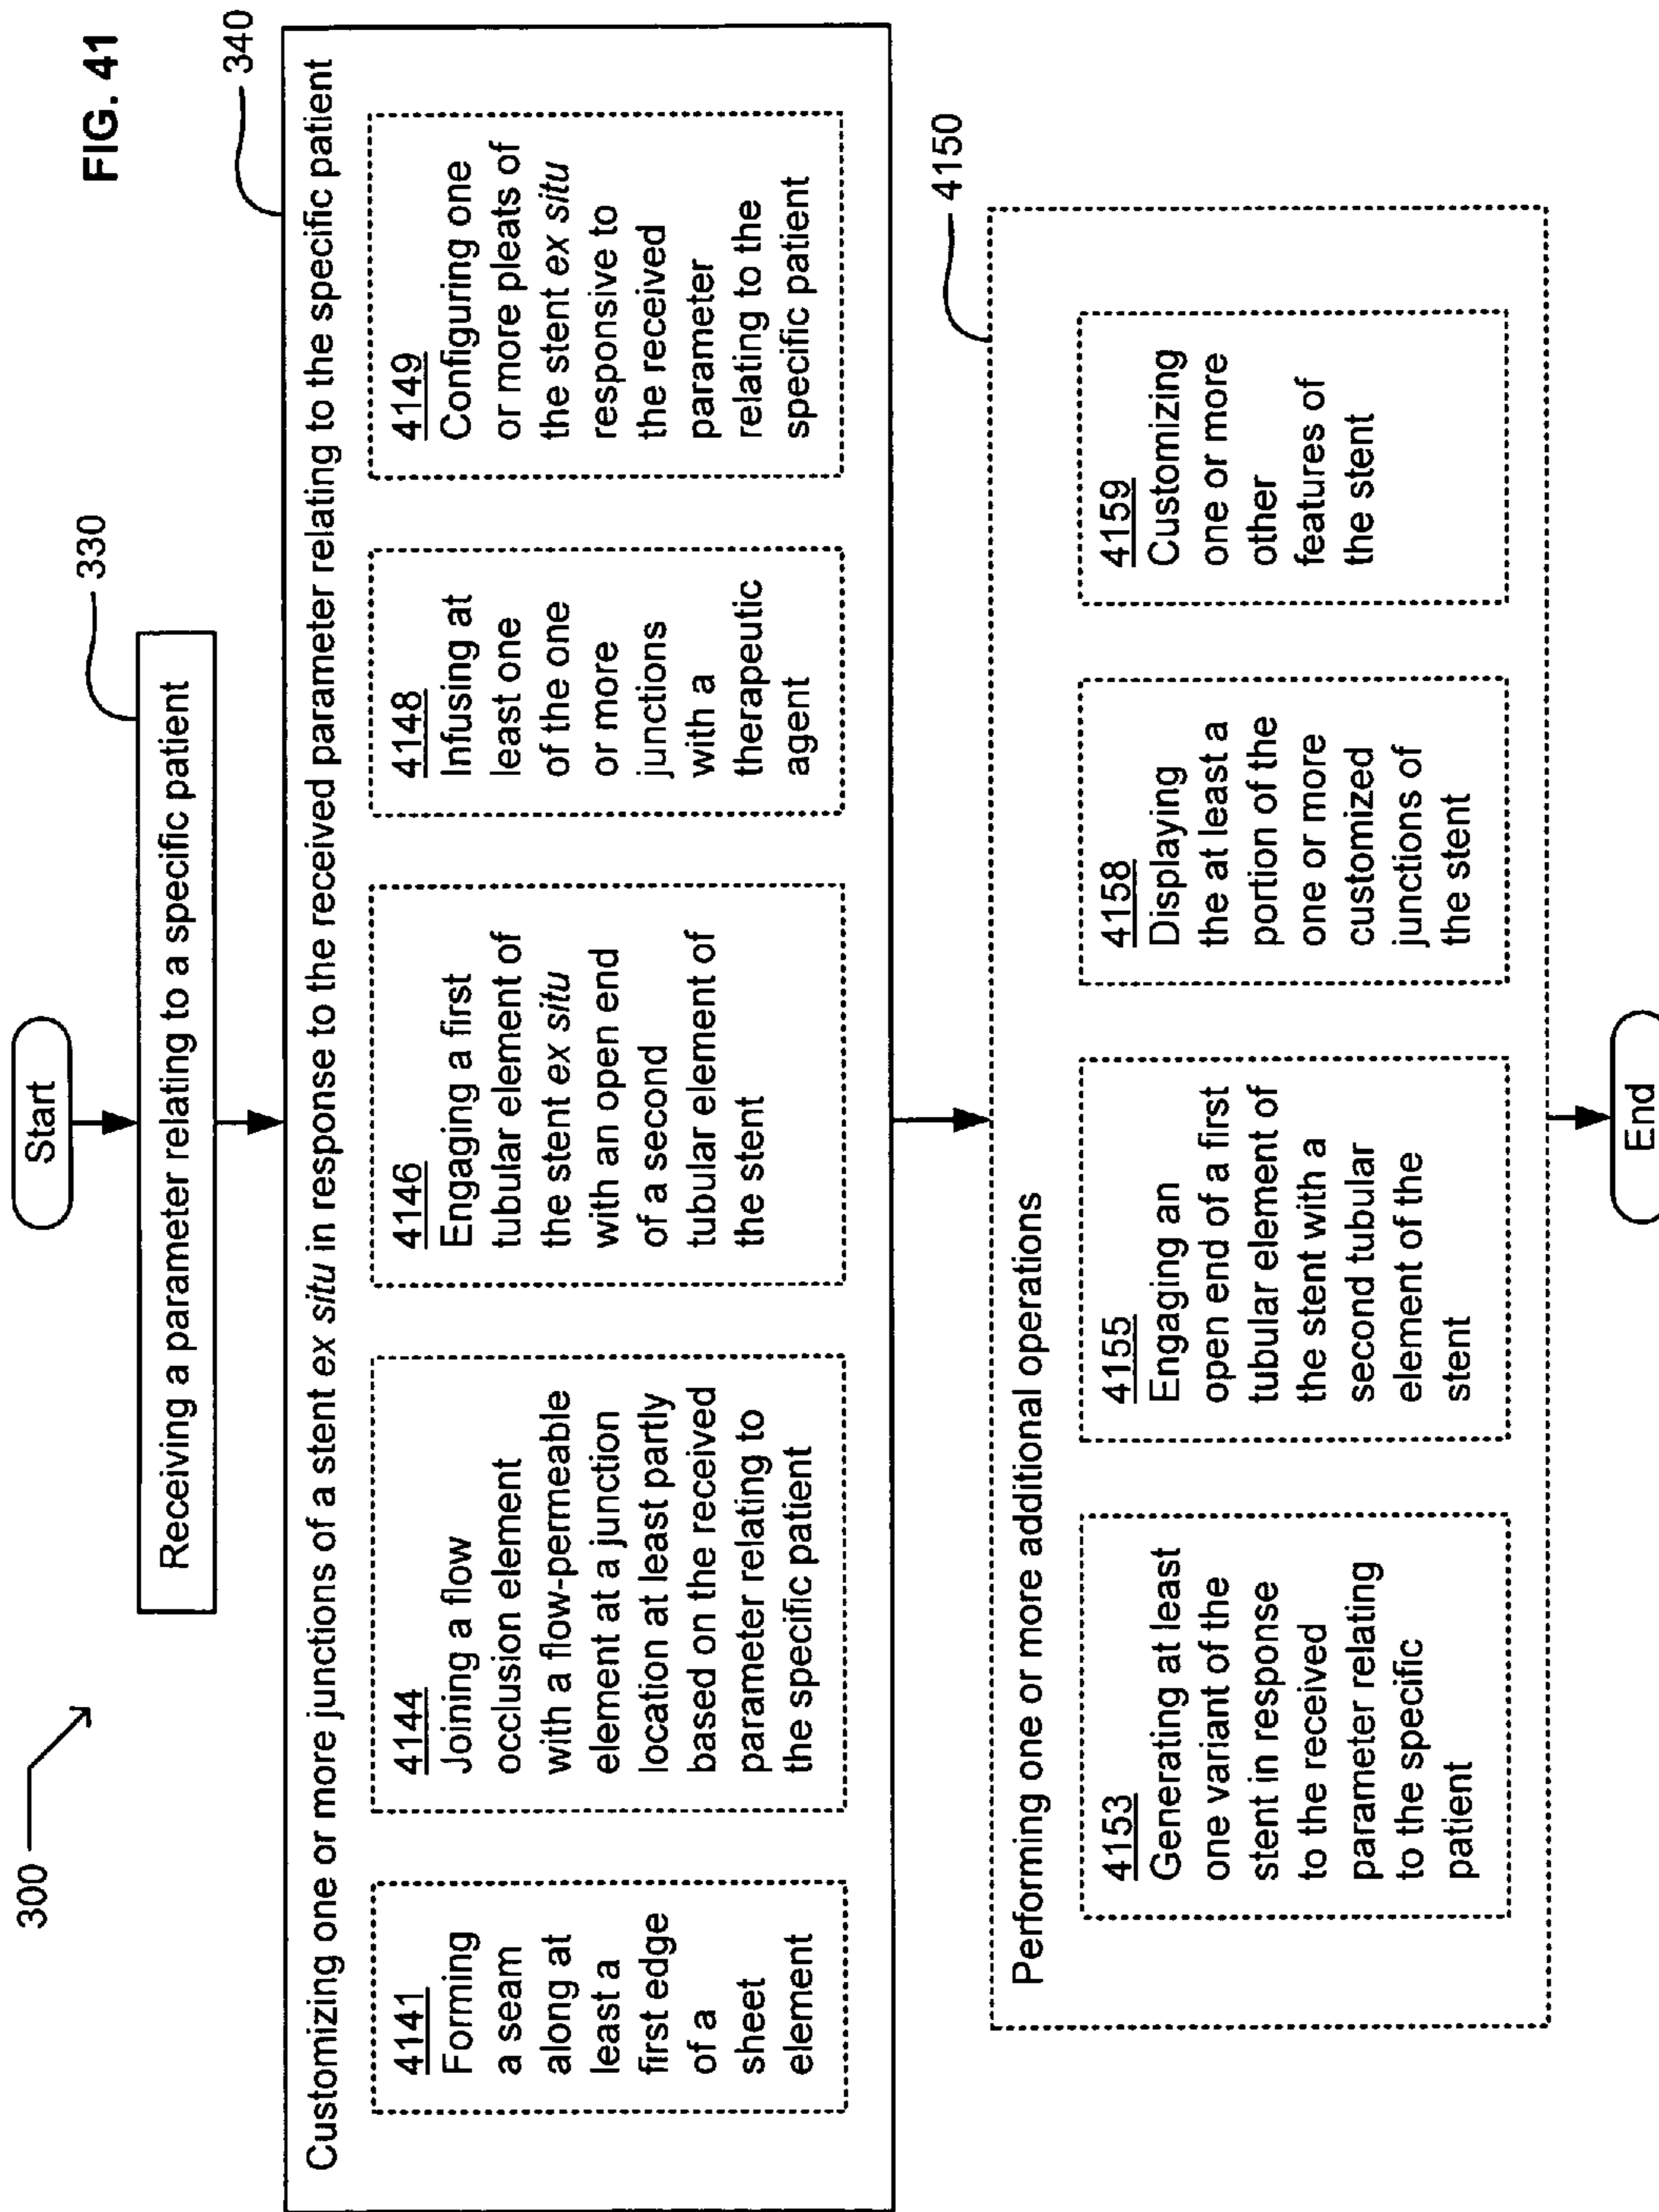 FIG. 41
300
Start
330
Receiving a parameter relating to a specific patient
340
Customizing one or more junctions of a stent ex situ in response to the received parameter relating to the specific patient
4141
Forming
a seam
along at
least a
first edge
of a
sheet
element
4144
Joining a flow
occlusion element
with a flow-permeable
element at a junction
location at least partly
based on the received
parameter relating to
the specific patient
4146
Engaging a first
tubular element of
the stent ex situ
with an open end
of a second
tubular element of
the stent
4148
Infusing at
least one
of the one
or more
junctions
with a
therapeutic
agent
4149
Configuring one
or more pleats of
the stent ex situ
responsive to
the received
parameter
relating to the
specific patient
4150
Performing one or more additional operations
4153
Generating at least
one variant of the
stent in response
to the received
parameter relating
to the specific
patient
4155
Engaging an
open end of a first
tubular element of
the stent with a
second tubular
element of the
stent
4158
Displaying
the at least a
portion of the
one or more
customized
junctions of
the stent
4159
Customizing
one or more
other
features of
the stent
End